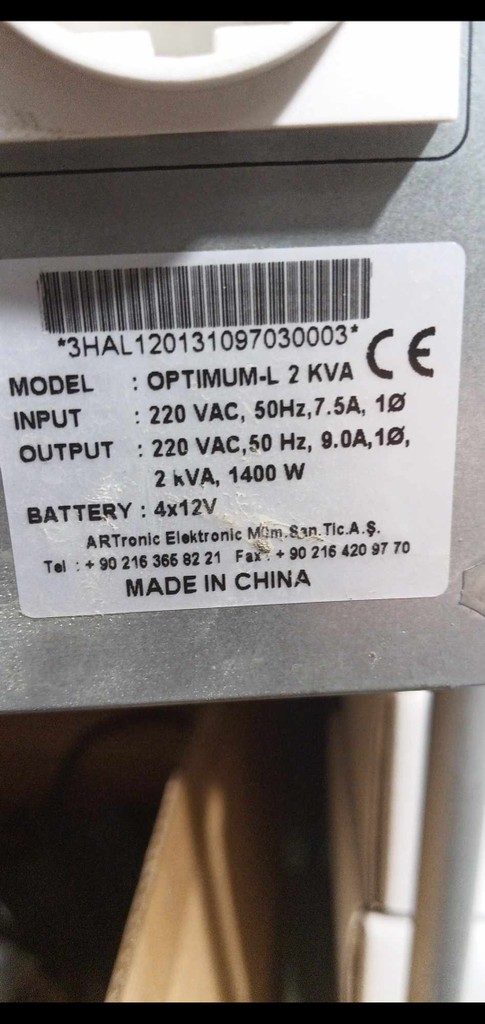 *3HAL120131097030003*
CE
MODEL : OPTIMUM-L 2 KVA
INPUT : 220 VAC, 50Hz,7.5A, 1Ø
OUTPUT : 220 VAC,50 Hz, 9.0A,1Ø,
2 kVA, 1400 W
BATTERY : 4x12V
ARTronic Elektronic Müm.San.Tic.A.Ş.
Tel : + 90 216 365 82 21 Fax : + 90 216 420 97 70
MADE IN CHINA